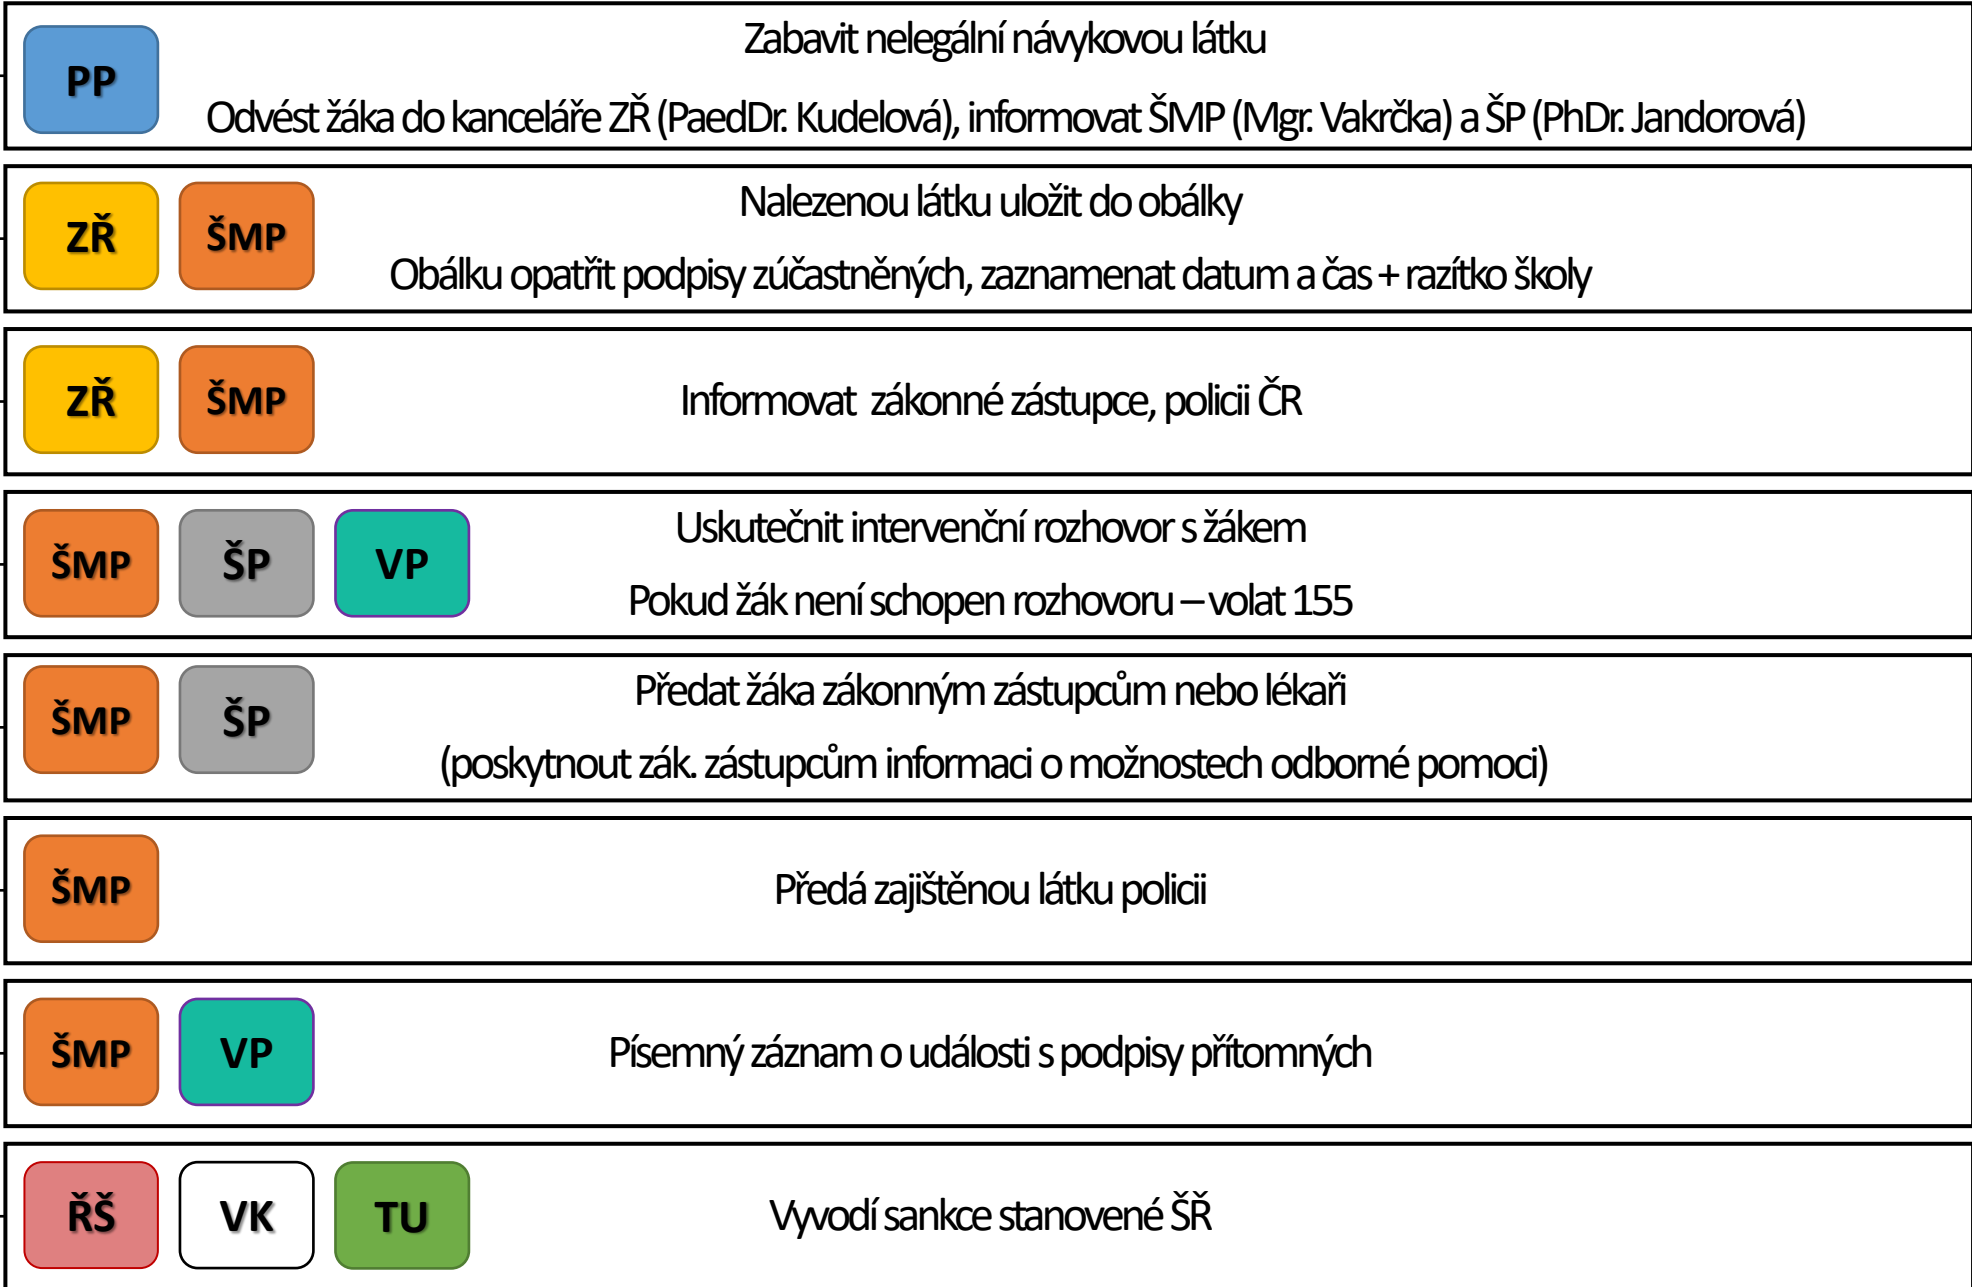 PP
Zabavit nelegální návykovou látku
Odvést žáka do kanceláře ZŘ (PaedDr. Kudelová), informovat ŠMP (Mgr. Vakrčka) a ŠP (PhDr. Jandorová)
ZŘ ŠMP
Nalezenou látku uložit do obálky
Obálku opatřit podpisy zúčastněných, zaznamenat datum a čas + razítko školy
ZŘ ŠMP
Informovat zákonné zástupce, policii ČR
ŠMP ŠP VP
Uskutečnit intervenční rozhovor s žákem
Pokud žák není schopen rozhovoru – volat 155
ŠMP ŠP
Předat žáka zákonným zástupcům nebo lékaři
(poskytnout zák. zástupcům informaci o možnostech odborné pomoci)
ŠMP
Předá zajištěnou látku policii
ŠMP VP
Písemný záznam o události s podpisy přítomných
ŘŠ VK TU
Vyvodí sankce stanovené ŠŘ